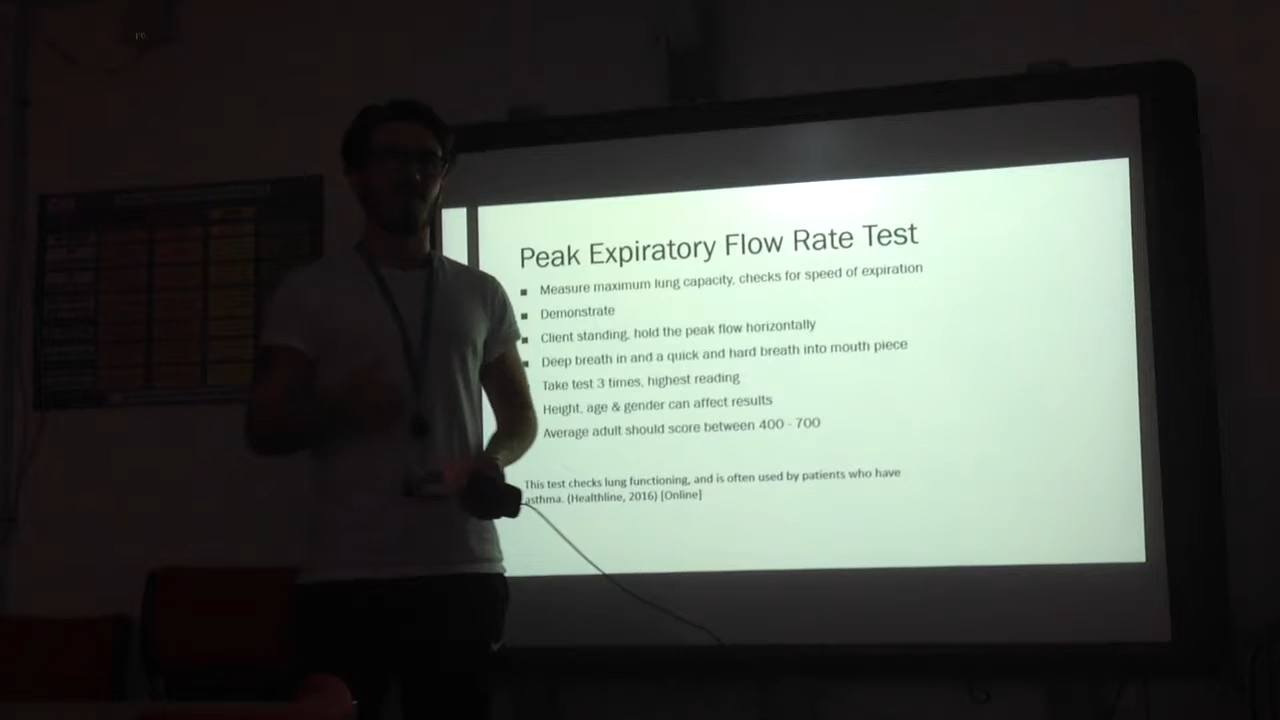 Peak Expiratory Flow Rate Test
Measure maximum lung capacity, checks for speed of expiration
Demonstrate
Client standing, hold the peak flow horizontally
Deep breath in and a quick and hard breath into mouth piece
Take test 3 times, highest reading
Height, age & gender can affect results
Average adult should score between 400 - 700
This test checks lung functioning, and is often used by patients who have
asthma. (Healthline, 2016) [Online]